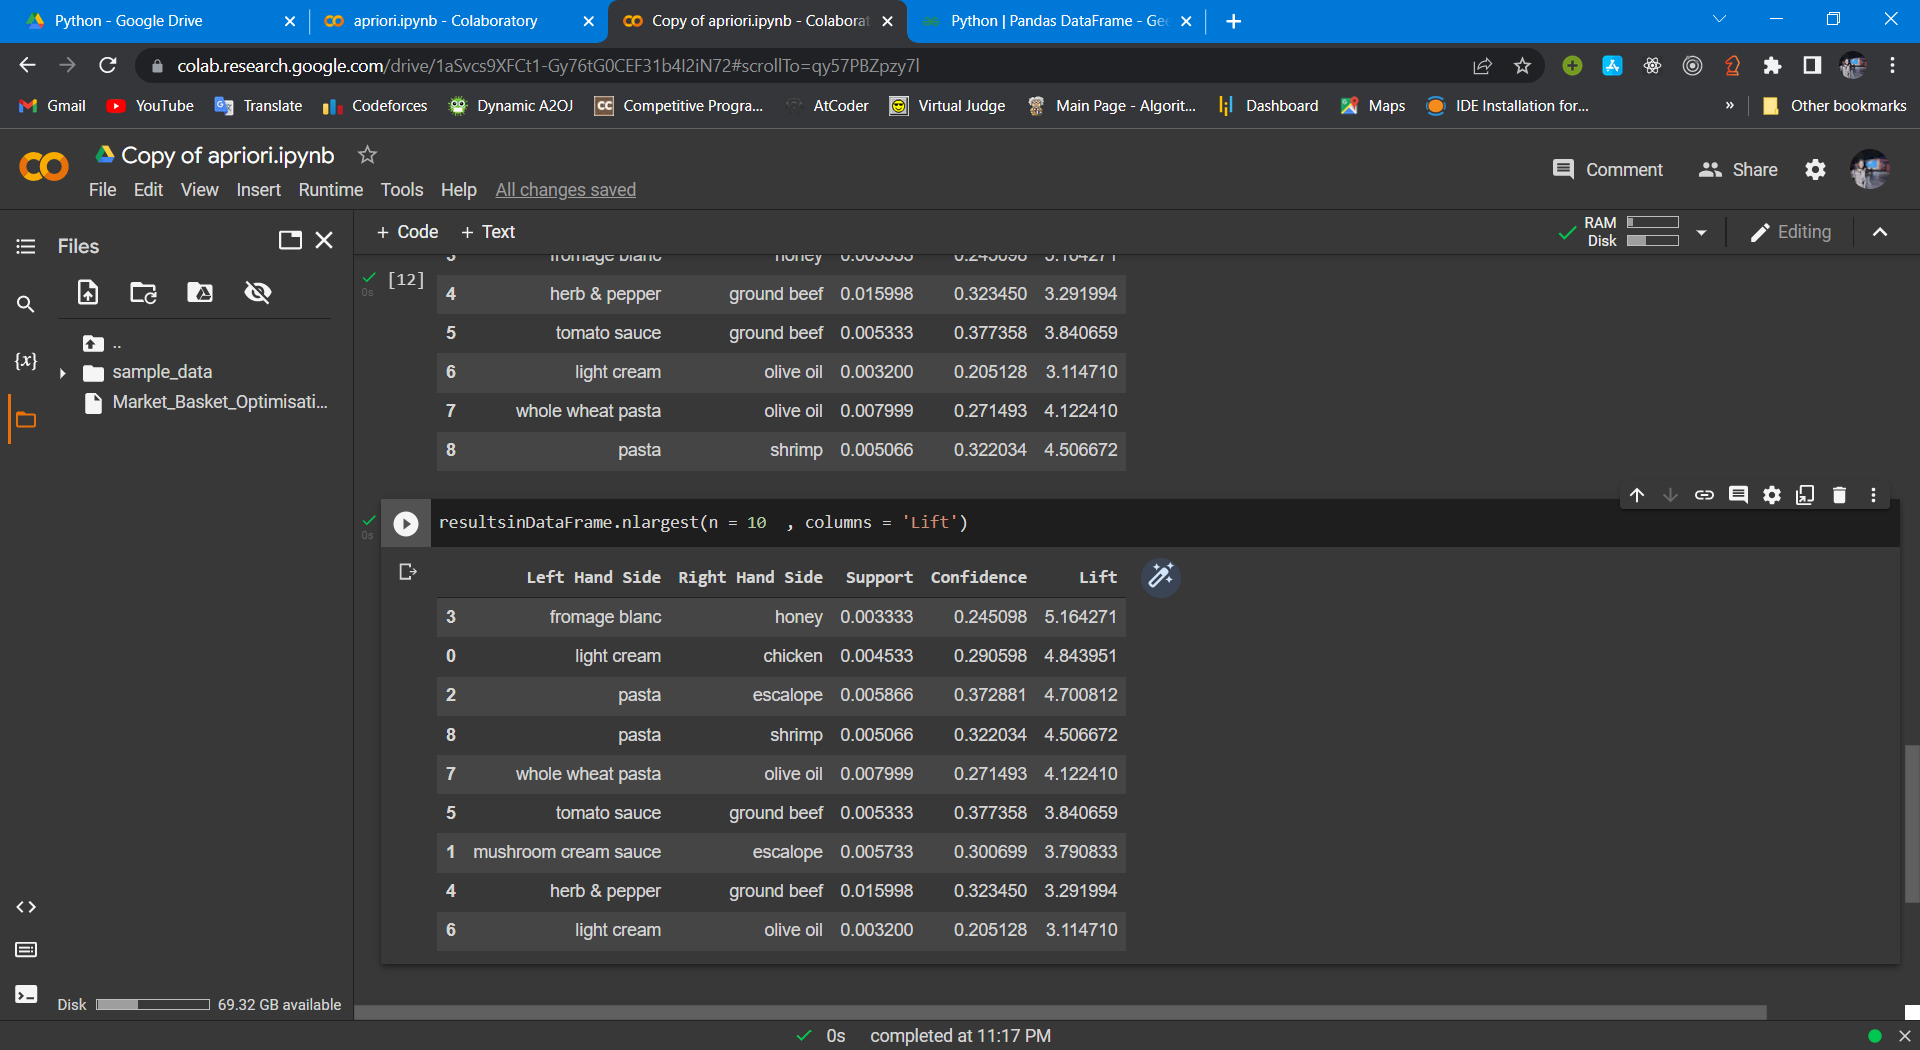 Python - Google Drive
apriori.ipynb - Colaboratory
Copy of apriori.ipynb - Colaborat
Python | Pandas DataFrame - Gee
colab.research.google.com/drive/1aSvcs9XFCt1-Gy76tG0CEF31b4I2iN72#scrollTo=qy57PBZpzy7l
Gmail YouTube Translate Codeforces Dynamic A2OJ Competitive Progra... AtCoder Virtual Judge Main Page - Algorit... Dashboard Maps IDE Installation for... » Other bookmarks
Copy of apriori.ipynb
Comment Share
File Edit View Insert Runtime Tools Help All changes saved
Files
+ Code + Text
RAM
Disk
Editing
..
sample_data
Market_Basket_Optimisati...
{x}
[12]
0s
3 fromage blanc honey 0.003333 0.245098 5.164271
4 herb & pepper ground beef 0.015998 0.323450 3.291994
5 tomato sauce ground beef 0.005333 0.377358 3.840659
6 light cream olive oil 0.003200 0.205128 3.114710
7 whole wheat pasta olive oil 0.007999 0.271493 4.122410
8 pasta shrimp 0.005066 0.322034 4.506672
0s
resultsinDataFrame.nlargest(n = 10  , columns = 'Lift')
Left Hand Side Right Hand Side Support Confidence Lift
3 fromage blanc honey 0.003333 0.245098 5.164271
0 light cream chicken 0.004533 0.290598 4.843951
2 pasta escalope 0.005866 0.372881 4.700812
8 pasta shrimp 0.005066 0.322034 4.506672
7 whole wheat pasta olive oil 0.007999 0.271493 4.122410
5 tomato sauce ground beef 0.005333 0.377358 3.840659
1 mushroom cream sauce escalope 0.005733 0.300699 3.790833
4 herb & pepper ground beef 0.015998 0.323450 3.291994
6 light cream olive oil 0.003200 0.205128 3.114710
Disk 69.32 GB available
0s completed at 11:17 PM